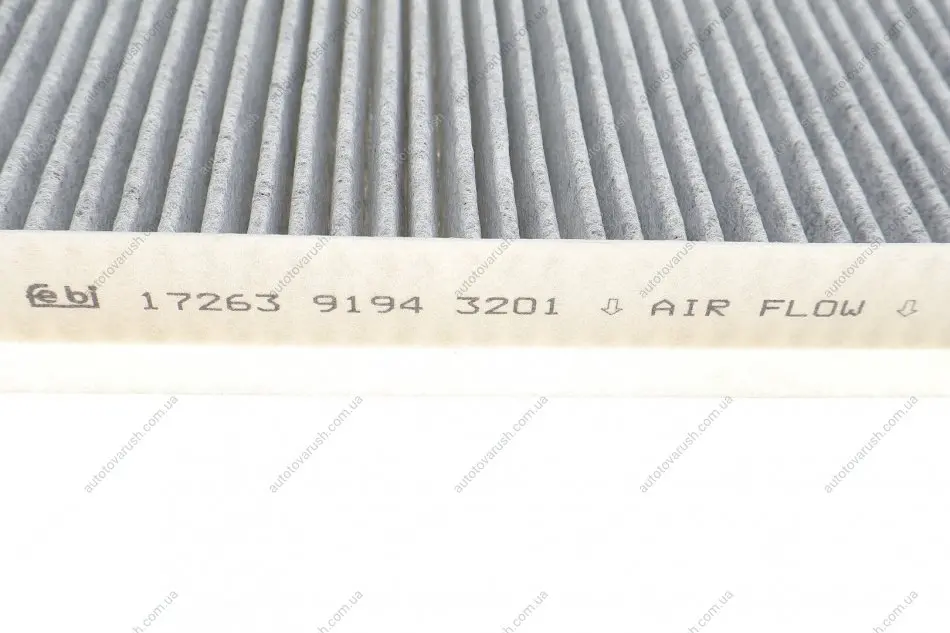 febi 17263 9194 3201 ⇩ AIR FLOW ⇩
autotovarush.com.ua